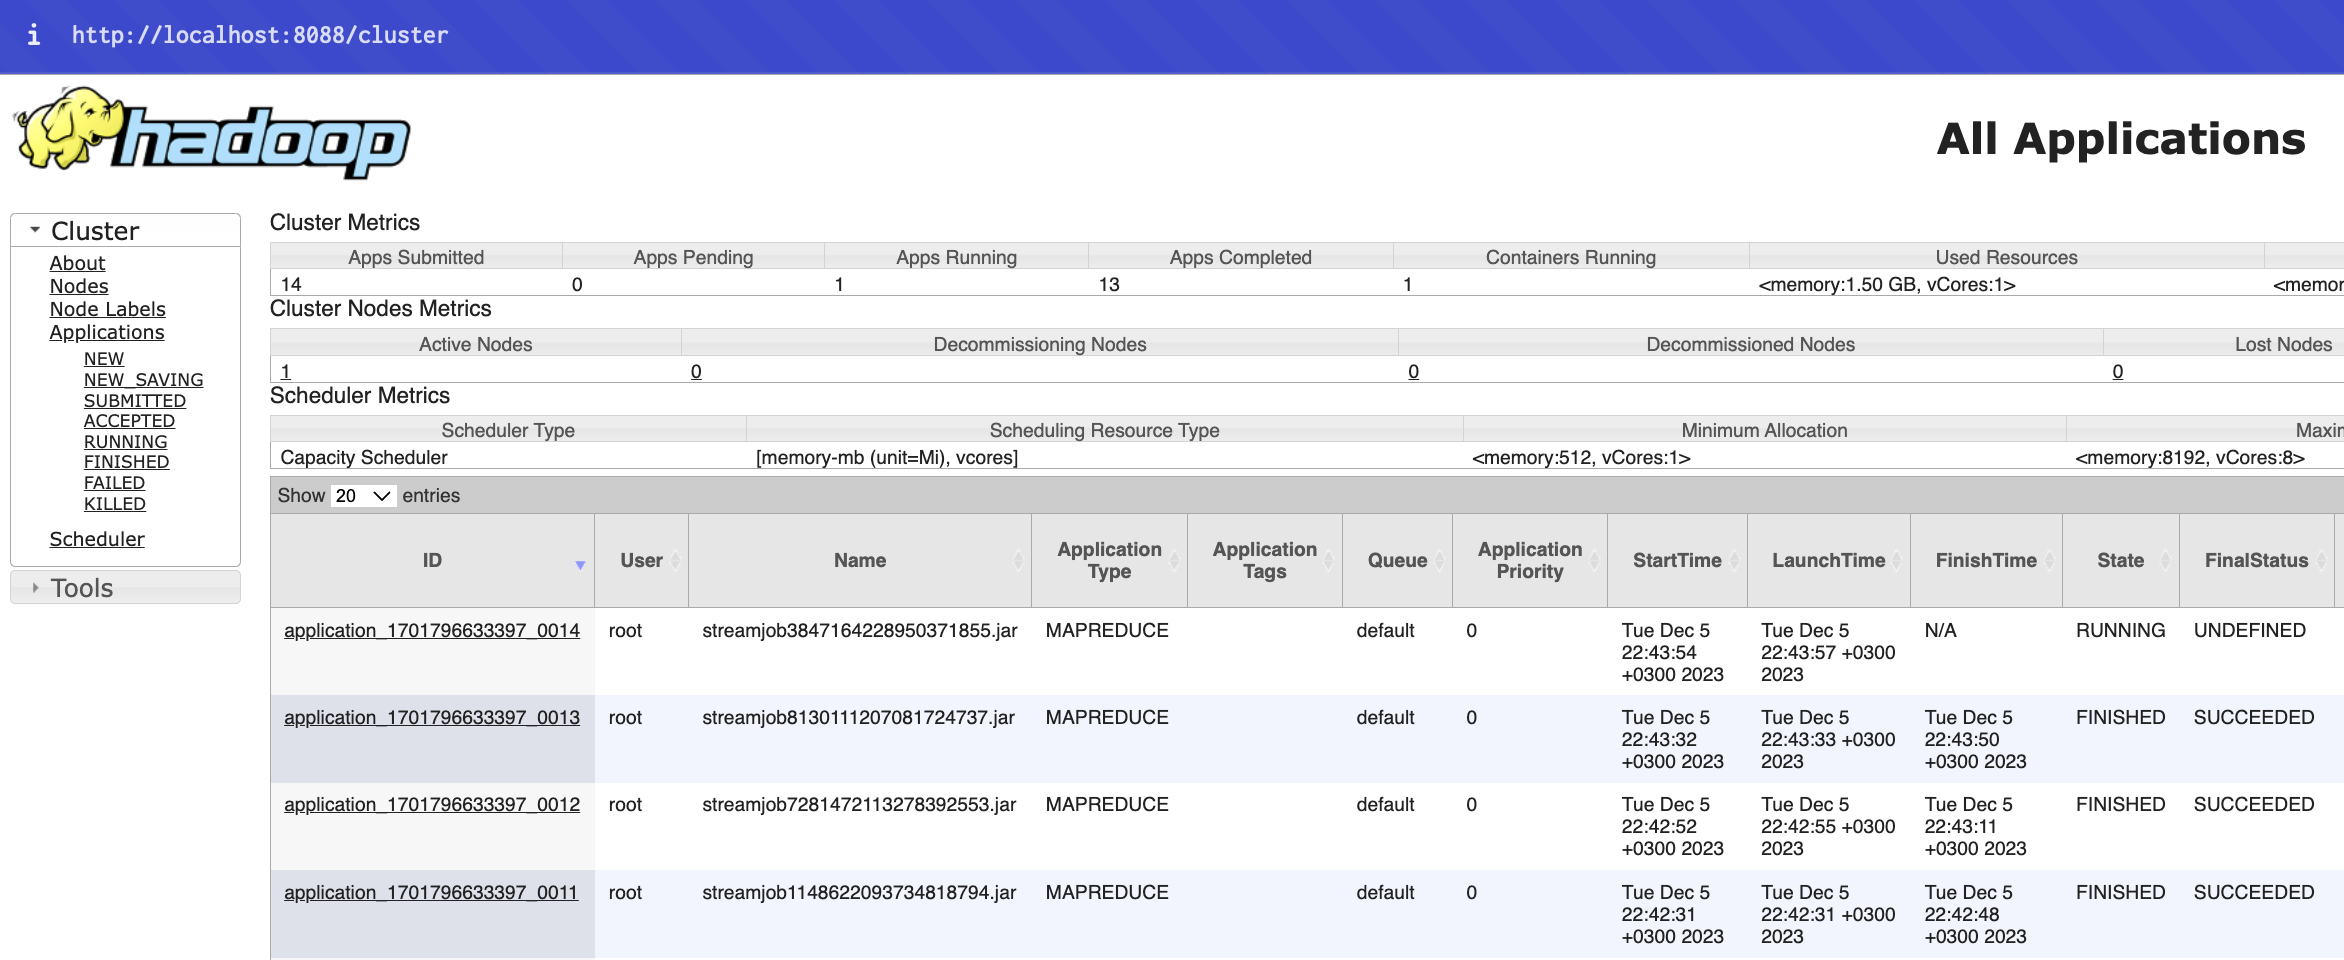 i http://localhost:8088/cluster
hadoop
All Applications
Cluster
About
Nodes
Node Labels
Applications
NEW
NEW_SAVING
SUBMITTED
ACCEPTED
RUNNING
FINISHED
FAILED
KILLED
Scheduler
Tools
Cluster Metrics
Apps Submitted Apps Pending Apps Running Apps Completed Containers Running Used Resources
14 0 1 13 1 <memory:1.50 GB, vCores:1> <memor
Cluster Nodes Metrics
Active Nodes Decommissioning Nodes Decommissioned Nodes Lost Nodes
1 0 0 0
Scheduler Metrics
Scheduler Type Scheduling Resource Type Minimum Allocation Maxi
Capacity Scheduler [memory-mb (unit=Mi), vcores] <memory:512, vCores:1> <memory:8192, vCores:8>
Show 20 entries
ID User Name Application Type Application Tags Queue Application Priority StartTime LaunchTime FinishTime State FinalStatus
application_1701796633397_0014 root streamjob3847164228950371855.jar MAPREDUCE default 0 Tue Dec 5 Tue Dec 5 N/A RUNNING UNDEFINED
22:43:54 22:43:57 +0300
+0300 2023 2023
application_1701796633397_0013 root streamjob8130111207081724737.jar MAPREDUCE default 0 Tue Dec 5 Tue Dec 5 Tue Dec 5 FINISHED SUCCEEDED
22:43:32 22:43:33 +0300 22:43:50
+0300 2023 2023 +0300 2023
application_1701796633397_0012 root streamjob7281472113278392553.jar MAPREDUCE default 0 Tue Dec 5 Tue Dec 5 Tue Dec 5 FINISHED SUCCEEDED
22:42:52 22:42:55 +0300 22:43:11
+0300 2023 2023 +0300 2023
application_1701796633397_0011 root streamjob1148622093734818794.jar MAPREDUCE default 0 Tue Dec 5 Tue Dec 5 Tue Dec 5 FINISHED SUCCEEDED
22:42:31 22:42:31 +0300 22:42:48
+0300 2023 2023 +0300 2023